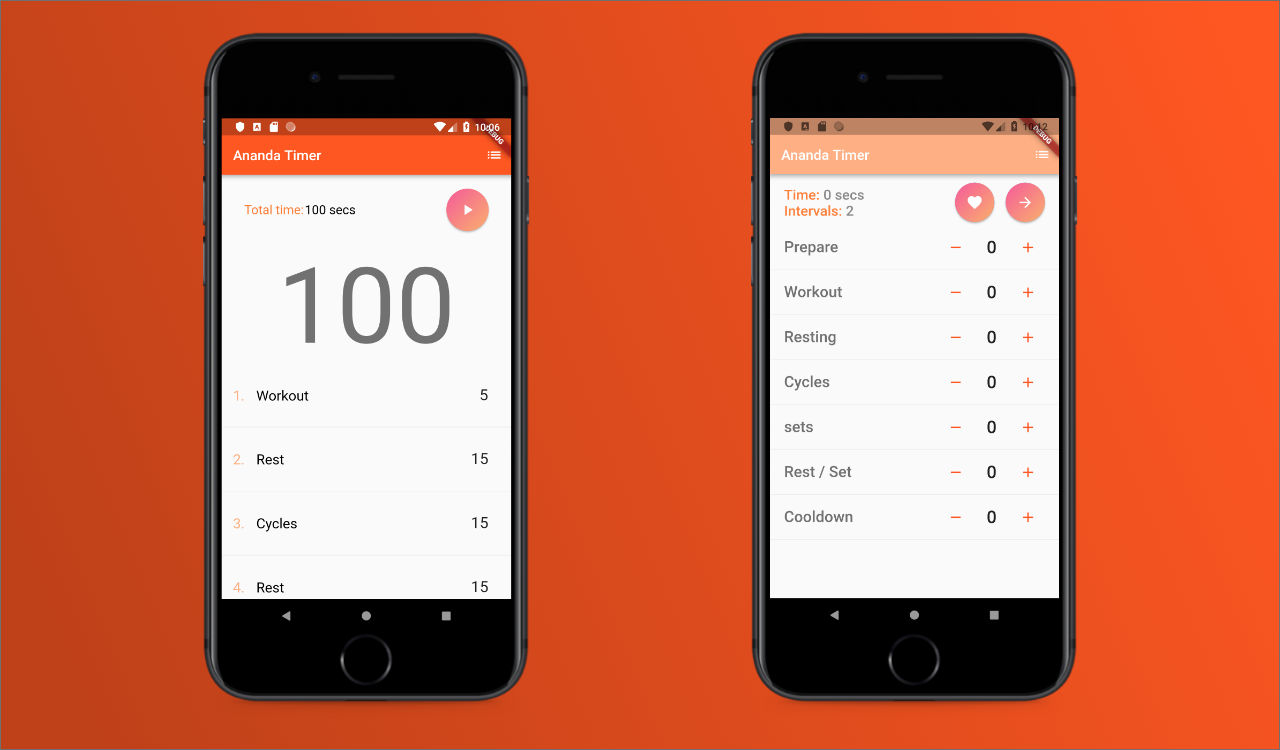 10:06
DEBUG
Ananda Timer
Total time:100 secs
100
1. Workout 5
2. Rest 15
3. Cycles 15
4. Rest 15
10:12
DEBUG
Ananda Timer
Time: 0 secs
Intervals: 2
Prepare − 0 +
Workout − 0 +
Resting − 0 +
Cycles − 0 +
sets − 0 +
Rest / Set − 0 +
Cooldown − 0 +